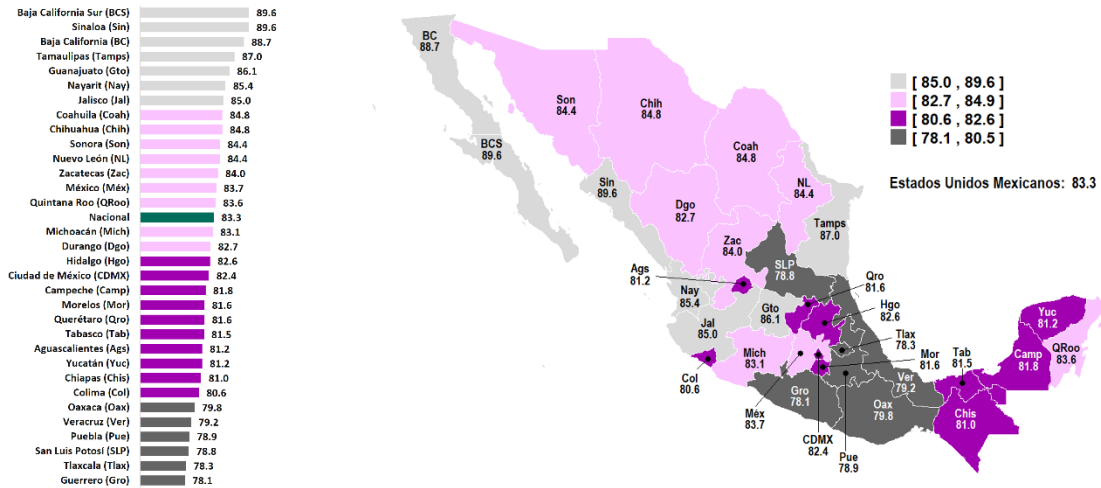 Baja California Sur (BCS) 89.6
Sinaloa (Sin) 89.6
Baja California (BC) 88.7
Tamaulipas (Tamps) 87.0
Guanajuato (Gto) 86.1
Nayarit (Nay) 85.4
Jalisco (Jal) 85.0
Coahuila (Coah) 84.8
Chihuahua (Chih) 84.8
Sonora (Son) 84.4
Nuevo León (NL) 84.4
Zacatecas (Zac) 84.0
México (Méx) 83.7
Quintana Roo (QRoo) 83.6
Nacional 83.3
Michoacán (Mich) 83.1
Durango (Dgo) 82.7
Hidalgo (Hgo) 82.6
Ciudad de México (CDMX) 82.4
Campeche (Camp) 81.8
Morelos (Mor) 81.6
Querétaro (Qro) 81.6
Tabasco (Tab) 81.5
Aguascalientes (Ags) 81.2
Yucatán (Yuc) 81.2
Chiapas (Chis) 81.0
Colima (Col) 80.6
Oaxaca (Oax) 79.8
Veracruz (Ver) 79.2
Puebla (Pue) 78.9
San Luis Potosí (SLP) 78.8
Tlaxcala (Tlax) 78.3
Guerrero (Gro) 78.1
BC
88.7
Son
84.4
Chih
84.8
BCS
89.6
Coah
84.8
Sin
89.6
NL
84.4
Dgo
82.7
Tamps
87.0
Zac
84.0
SLP
78.8
Ags
81.2
Nay
85.4
Gto
86.1
Jal
85.0
Qro
81.6
Hgo
82.6
Tlax
78.3
Mor
81.6
Mich
83.1
Col
80.6
Gro
78.1
Méx
83.7
CDMX
82.4
Pue
78.9
Oax
79.8
Ver
79.2
Tab
81.5
Chis
81.0
Camp
81.8
Yuc
81.2
QRoo
83.6
[ 85.0 , 89.6 ]
[ 82.7 , 84.9 ]
[ 80.6 , 82.6 ]
[ 78.1 , 80.5 ]
Estados Unidos Mexicanos: 83.3